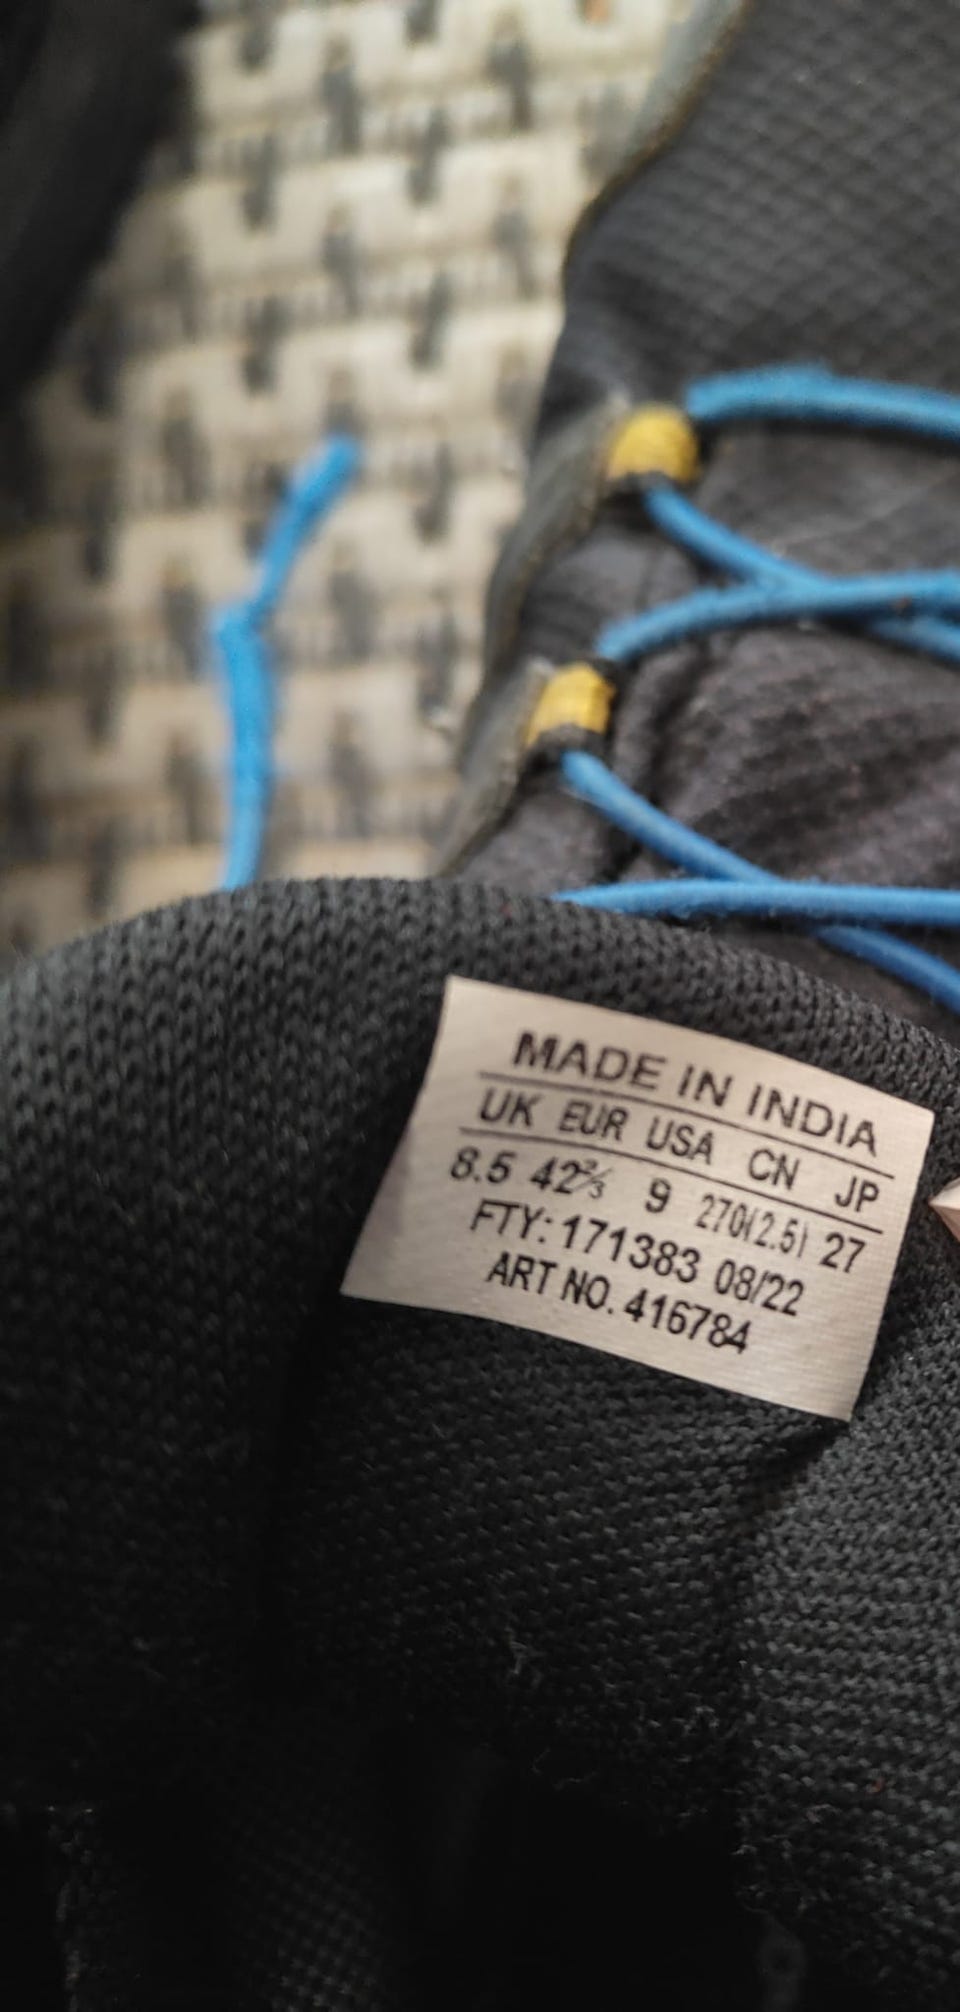 MADE IN INDIA
UK EUR USA CN JP
8.5 42⅔ 9 270(2.5) 27
FTY: 171383 08/22
ART NO. 416784